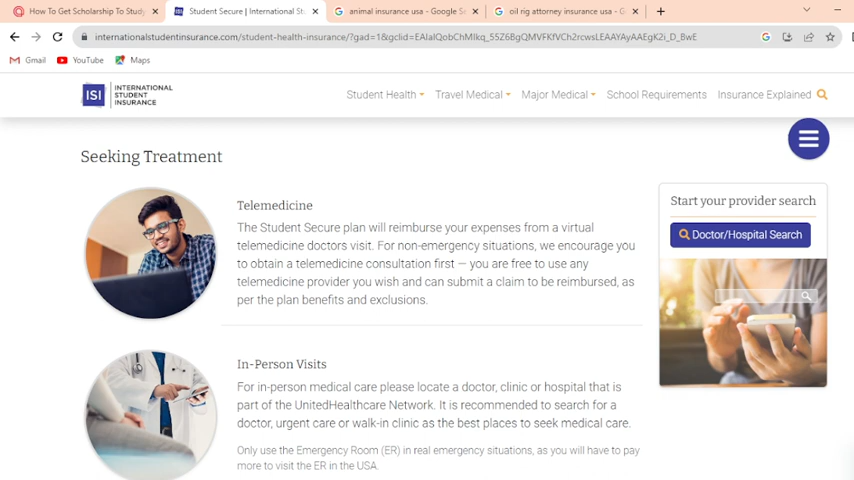 How To Get Scholarship To Study
Student Secure | International St
animal insurance usa - Google Se
oil rig attorney insurance usa - G
internationalstudentinsurance.com/student-health-insurance/?gad=1&gclid=EAIaIQobChMIkq_55Z6BgQMVFKfVCh2rcwsLEAAYAyAAEgK2i_D_BwE
Gmail YouTube Maps
ISI INTERNATIONAL STUDENT INSURANCE
Student Health Travel Medical Major Medical School Requirements Insurance Explained
Seeking Treatment
Telemedicine
The Student Secure plan will reimburse your expenses from a virtual
telemedicine doctors visit. For non-emergency situations, we encourage you
to obtain a telemedicine consultation first — you are free to use any
telemedicine provider you wish and can submit a claim to be reimbursed, as
per the plan benefits and exclusions.
Start your provider search
Doctor/Hospital Search
In-Person Visits
For in-person medical care please locate a doctor, clinic or hospital that is
part of the UnitedHealthcare Network. It is recommended to search for a
doctor, urgent care or walk-in clinic as the best places to seek medical care.
Only use the Emergency Room (ER) in real emergency situations, as you will have to pay
more to visit the ER in the USA.